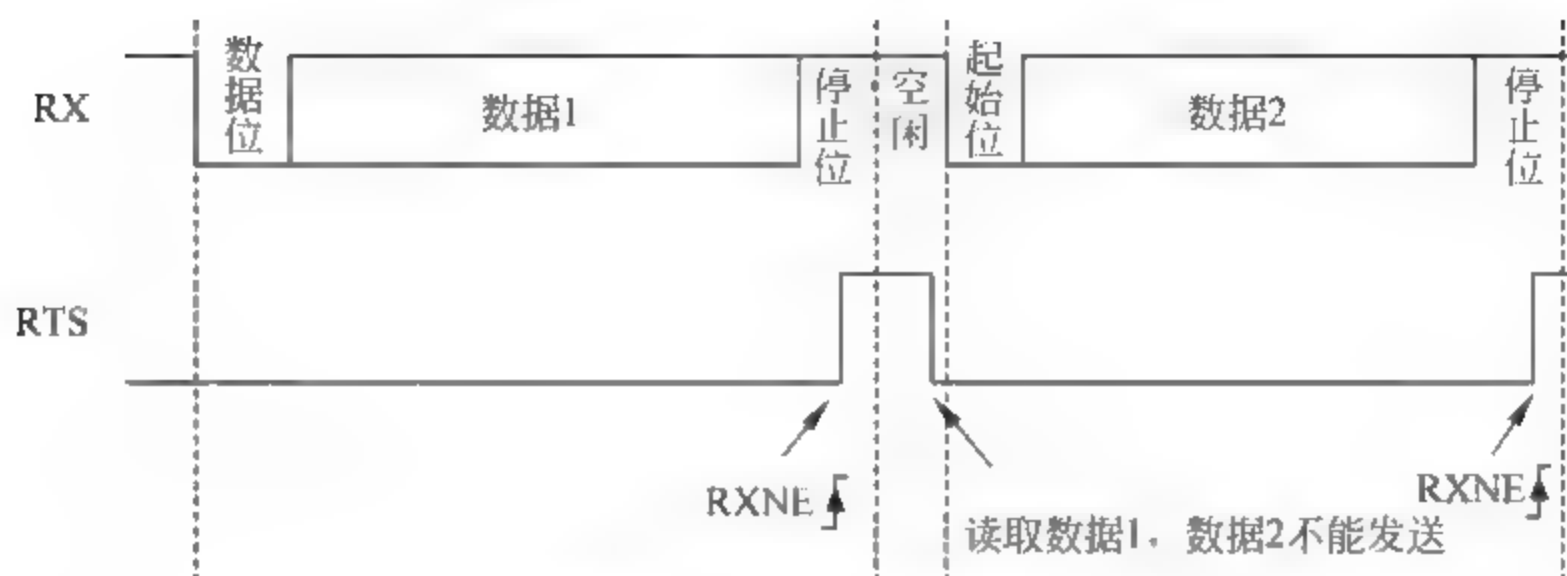 RX
数据位
数据1
停止位
空闲
起始位
数据2
停止位
RTS
RXNE
RXNE
读取数据1，数据2不能发送